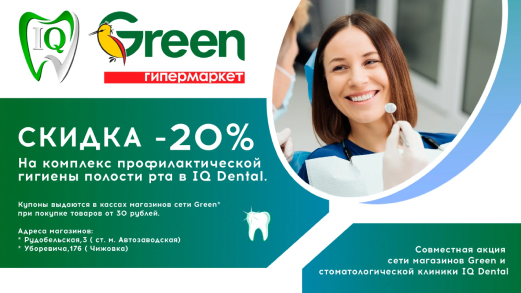 IQ
Green
гипермаркет
СКИДКА -20%
На комплекс профилактической
гигиены полости рта в IQ Dental.
Купоны выдаются в кассах магазинов сети Green*
при покупке товаров от 30 рублей.
Адреса магазинов:
* Рудобельская,3 ( ст. м. Автозаводская)
* Уборевича,176 ( Чижовка)
Совместная акция
сети магазинов Green и
стоматологической клиники IQ Dental